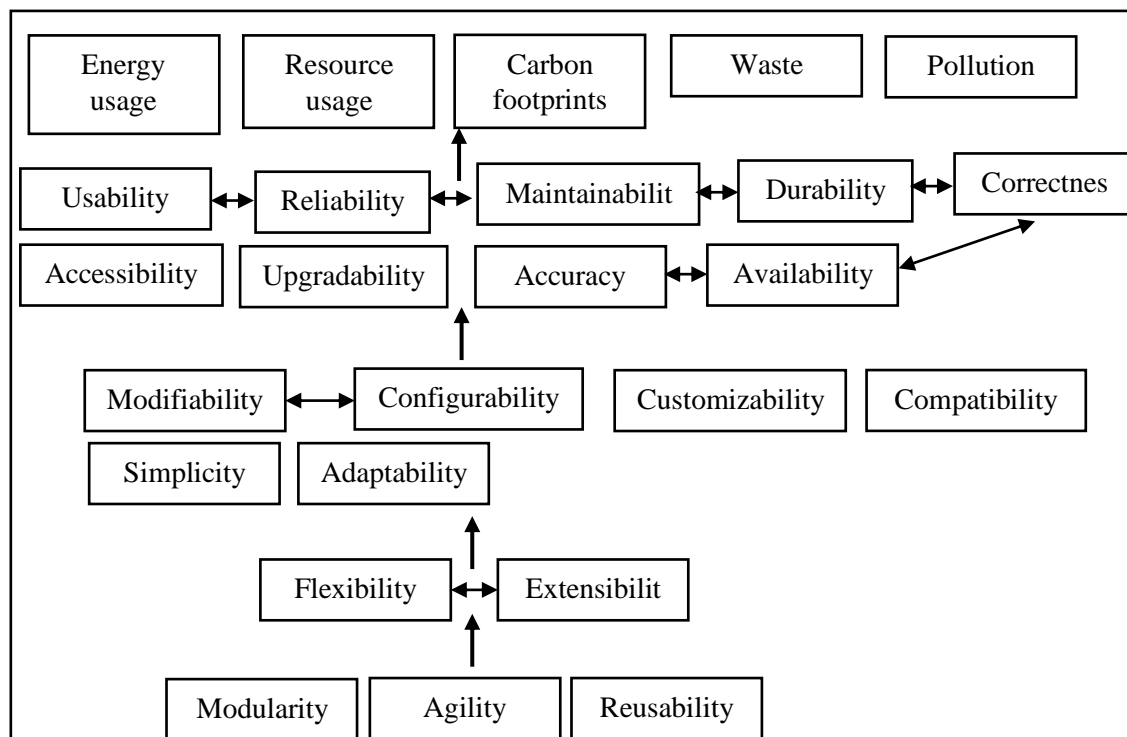 Energy
usage
Resource
usage
Carbon
footprints
Waste
Pollution
Usability
Reliability
Maintainabilit
Durability
Correctnes
Accessibility
Upgradability
Accuracy
Availability
Modifiability
Configurability
Customizability
Compatibility
Simplicity
Adaptability
Flexibility
Extensibilit
Modularity
Agility
Reusability